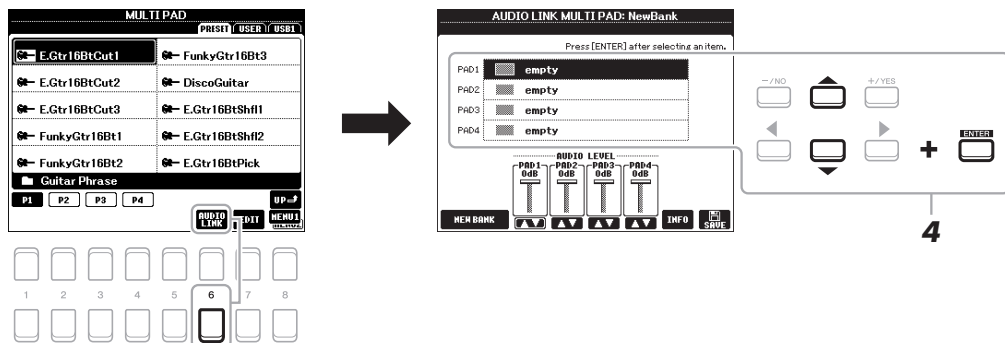 MULTI PAD
PRESET USER USB1
E.Gtr16BtCut1 FunkyGtr16Bt3
E.Gtr16BtCut2 DiscoGuitar
E.Gtr16BtCut3 E.Gtr16BtShfl1
FunkyGtr16Bt1 E.Gtr16BtShfl2
FunkyGtr16Bt2 E.Gtr16BtPick
Guitar Phrase
P1 P2 P3 P4 UP
AUDIO LINK EDIT MENU1
1 2 3 4 5 6 7 8
AUDIO LINK MULTI PAD: NewBank
Press [ENTER] after selecting an item.
PAD1 empty
PAD2 empty
PAD3 empty
PAD4 empty
AUDIO LEVEL
PAD1 PAD2 PAD3 PAD4
0dB 0dB 0dB 0dB
NEW BANK INFO SAVE
-/NO +/YES
+ ENTER
4